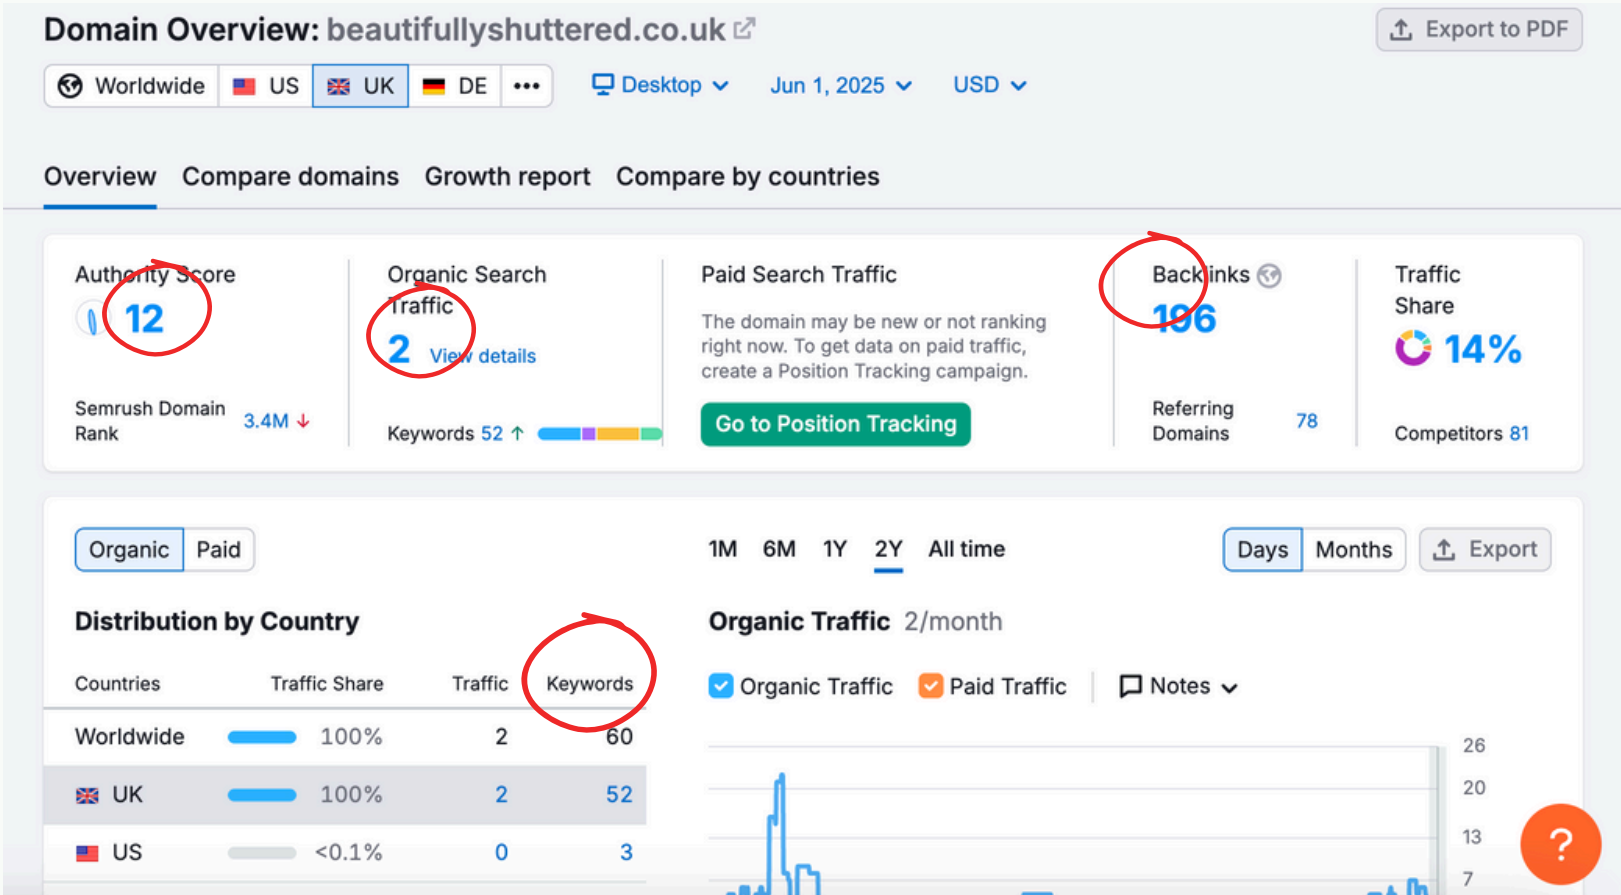 Domain Overview: beautifullyshuttered.co.uk
Export to PDF
Worldwide US UK DE •••
Desktop Jun 1, 2025 USD
Overview Compare domains Growth report Compare by countries
Authority Score
12
Semrush Domain
Rank
3.4M ↓
Organic Search
Traffic
2 View details
Keywords 52 ↑
Paid Search Traffic
The domain may be new or not ranking
right now. To get data on paid traffic,
create a Position Tracking campaign.
Go to Position Tracking
Backlinks
196
Referring
Domains
78
Traffic
Share
14%
Competitors 81
Organic Paid
1M 6M 1Y 2Y All time
Days Months Export
Distribution by Country
Countries Traffic Share Traffic Keywords
Worldwide 100% 2 60
UK 100% 2 52
US <0.1% 0 3
Organic Traffic 2/month
Organic Traffic Paid Traffic Notes
26
20
13
7
?